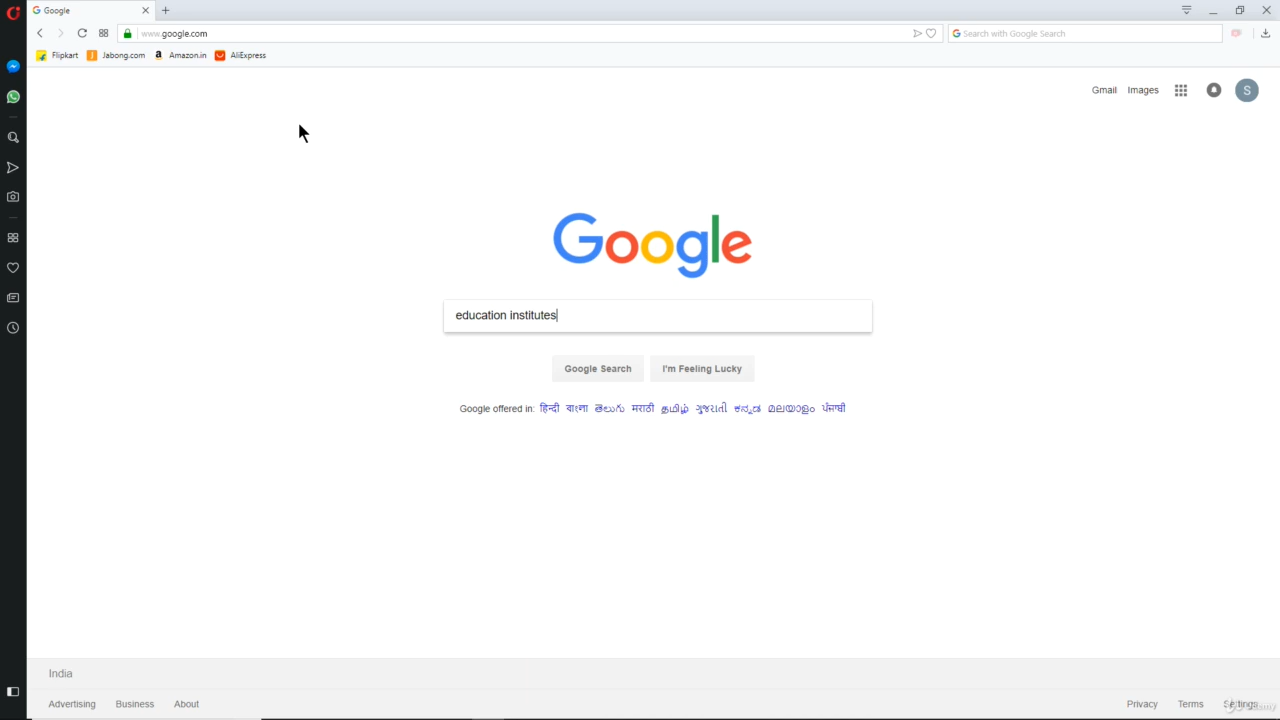 Google
www.google.com
Search with Google Search
Flipkart Jabong.com Amazon.in AliExpress
Gmail Images S
Google
education institutes
Google Search I'm Feeling Lucky
Google offered in: हिन्दी বাংলা తెలుగు मराठी தமிழ் ગુજરાતી ಕನ್ನಡ മലയാളം ਪੰਜਾਬੀ
India
Advertising Business About
Privacy Terms Settings